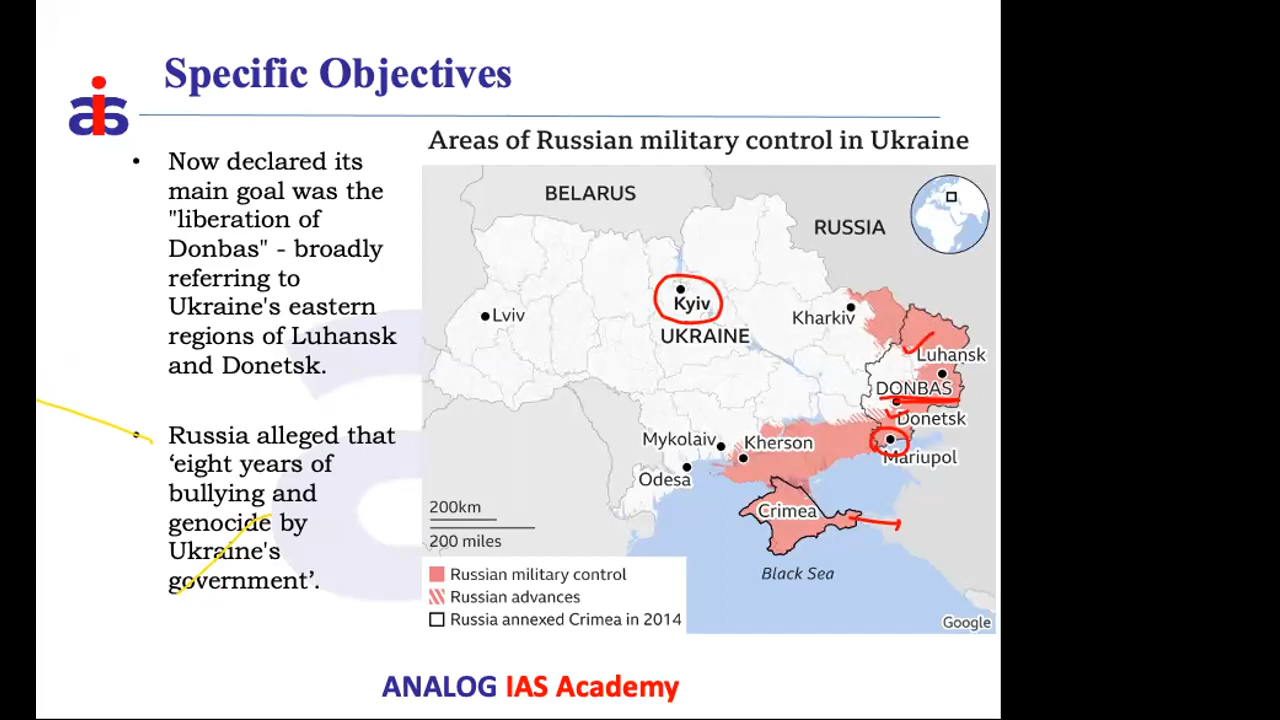 Specific Objectives
ais
Areas of Russian military control in Ukraine
• Now declared its
main goal was the
"liberation of
Donbas" - broadly
referring to
Ukraine's eastern
regions of Luhansk
and Donetsk.
• Russia alleged that
‘eight years of
bullying and
genocide by
Ukraine's
government’.
BELARUS
RUSSIA
Kyiv
Lviv
Kharkiv
UKRAINE
Luhansk
DONBAS
Donetsk
Mykolaiv
Kherson
Mariupol
Odesa
Crimea
200km
200 miles
Black Sea
Russian military control
Russian advances
Russia annexed Crimea in 2014
Google
ANALOG IAS Academy